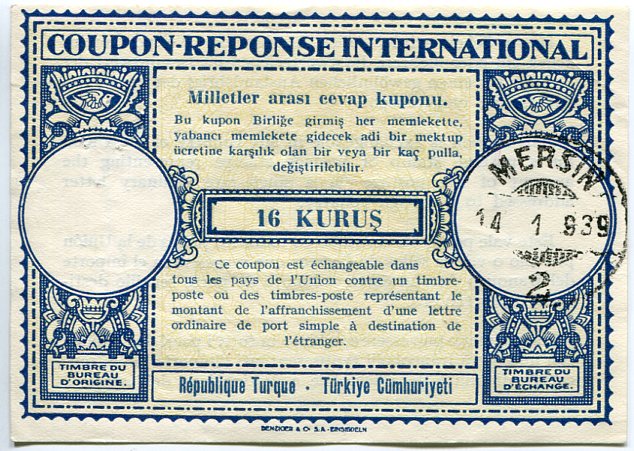 COUPON-REPONSE INTERNATIONAL
Milletler arası cevap kuponu.
Bu kupon Birliğe girmiş her memlekette,
yabancı memlekete gidecek adi bir mektup
ücretine karşılık olan bir veya bir kaç pulla,
değiştirilebilir.
16 KURUŞ
MERSİN
14 1 939
2
Ce coupon est échangeable dans
tous les pays de l'Union contre un timbre-
poste ou des timbres-poste représentant le
montant de l'affranchissement d'une lettre
ordinaire de port simple à destination de
l'étranger.
TIMBRE DU
BUREAU
D'ORIGINE.
République Turque - Türkiye Cümhuriyeti
TIMBRE DU
BUREAU
D'ÉCHANGE.
BENZIGER & Co S.A. - EINSIEDELN